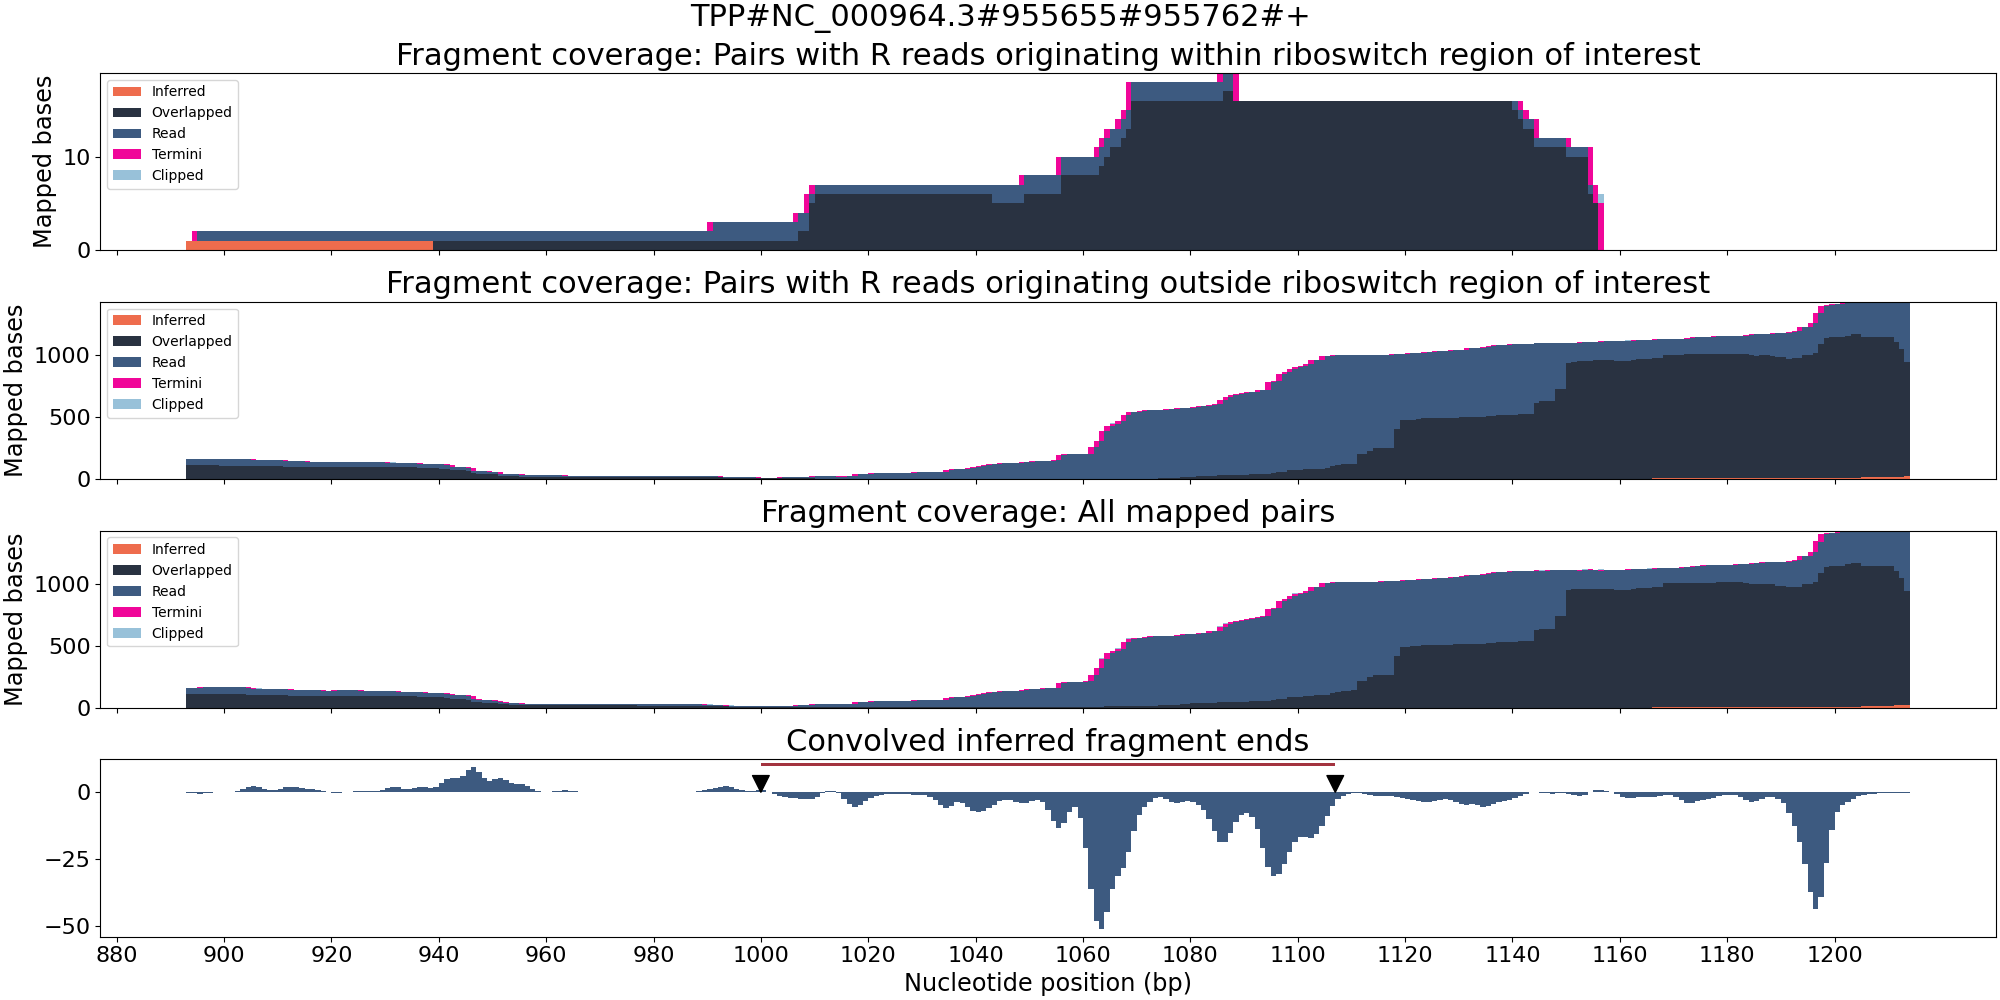 TPP#NC_000964.3#955655#955762#+
Fragment coverage: Pairs with R reads originating within riboswitch region of interest
Mapped bases
10
0
Inferred
Overlapped
Read
Termini
Clipped
Fragment coverage: Pairs with R reads originating outside riboswitch region of interest
Mapped bases
1000
500
0
Inferred
Overlapped
Read
Termini
Clipped
Fragment coverage: All mapped pairs
Mapped bases
1000
500
0
Inferred
Overlapped
Read
Termini
Clipped
Convolved inferred fragment ends
0
−25
−50
880 900 920 940 960 980 1000 1020 1040 1060 1080 1100 1120 1140 1160 1180 1200
Nucleotide position (bp)